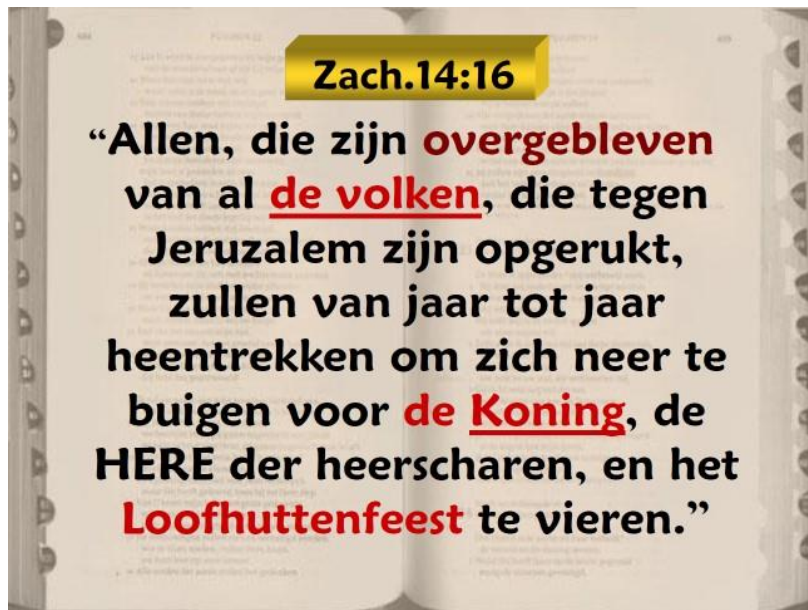 Zach.14:16
“Allen, die zijn overgebleven
van al de volken, die tegen
Jeruzalem zijn opgerukt,
zullen van jaar tot jaar
heentrekken om zich neer te
buigen voor de Koning, de
HERE der heerscharen, en het
Loofhuttenfeest te vieren.”